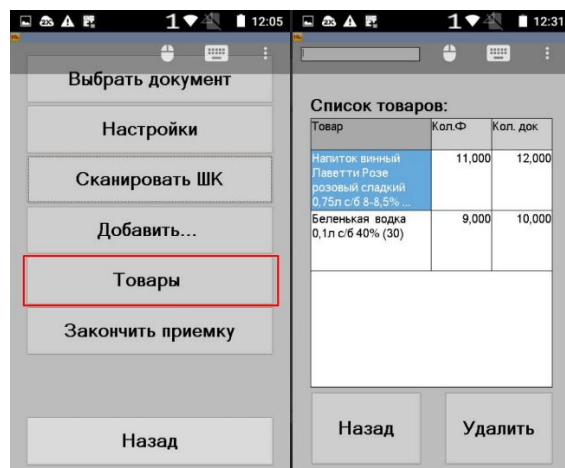 1 12:05
Выбрать документ
Настройки
Сканировать ШК
Добавить...
Товары
Закончить приемку
Назад
1 12:31
Список товаров:
Товар Кол.Ф Кол. док
Напиток винный 11,000 12,000
Лаветти Розе
розовый сладкий
0,75л с/б 8-8,5% ...
Беленькая водка 9,000 10,000
0,1л с/б 40% (30)
Назад Удалить